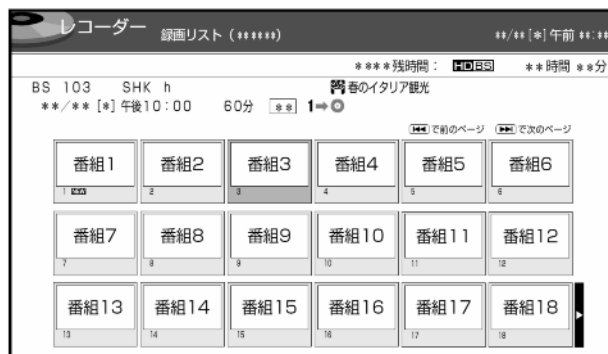 レコーダー 録画リスト (******) **/** [*] 午前 **:**
****残時間： HD BS **時間 **分
BS 103 SHK h 春のイタリア観光
**/** [*] 午後10:00 60分 ** 1➡
⏮で前のページ ⏭で次のページ
番組1 番組2 番組3 番組4 番組5 番組6
1 NEW 2 3 4 5 6
番組7 番組8 番組9 番組10 番組11 番組12
7 8 9 10 11 12
番組13 番組14 番組15 番組16 番組17 番組18
13 14 15 16 17 18